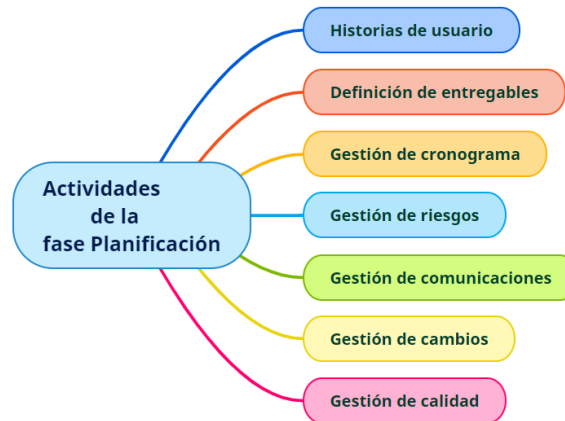 Historias de usuario
Definición de entregables
Gestión de cronograma
Actividades
de la
fase Planificación
Gestión de riesgos
Gestión de comunicaciones
Gestión de cambios
Gestión de calidad